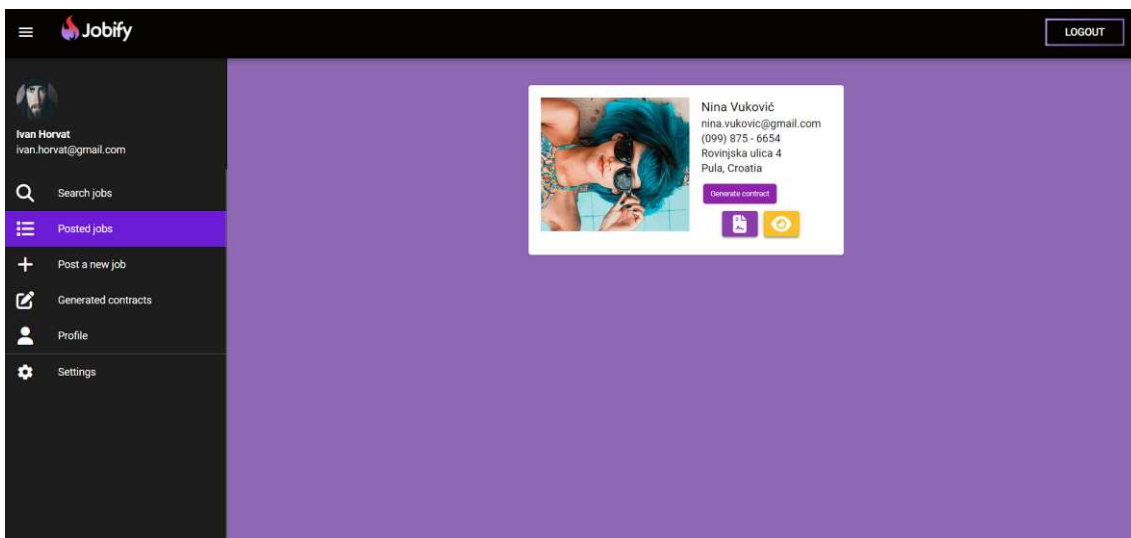 Jobify
LOGOUT
Ivan Horvat
ivan.horvat@gmail.com
Search jobs
Posted jobs
Post a new job
Generated contracts
Profile
Settings
Nina Vuković
nina.vukovic@gmail.com
(099) 875 - 6654
Rovinjska ulica 4
Pula, Croatia
Generate contract